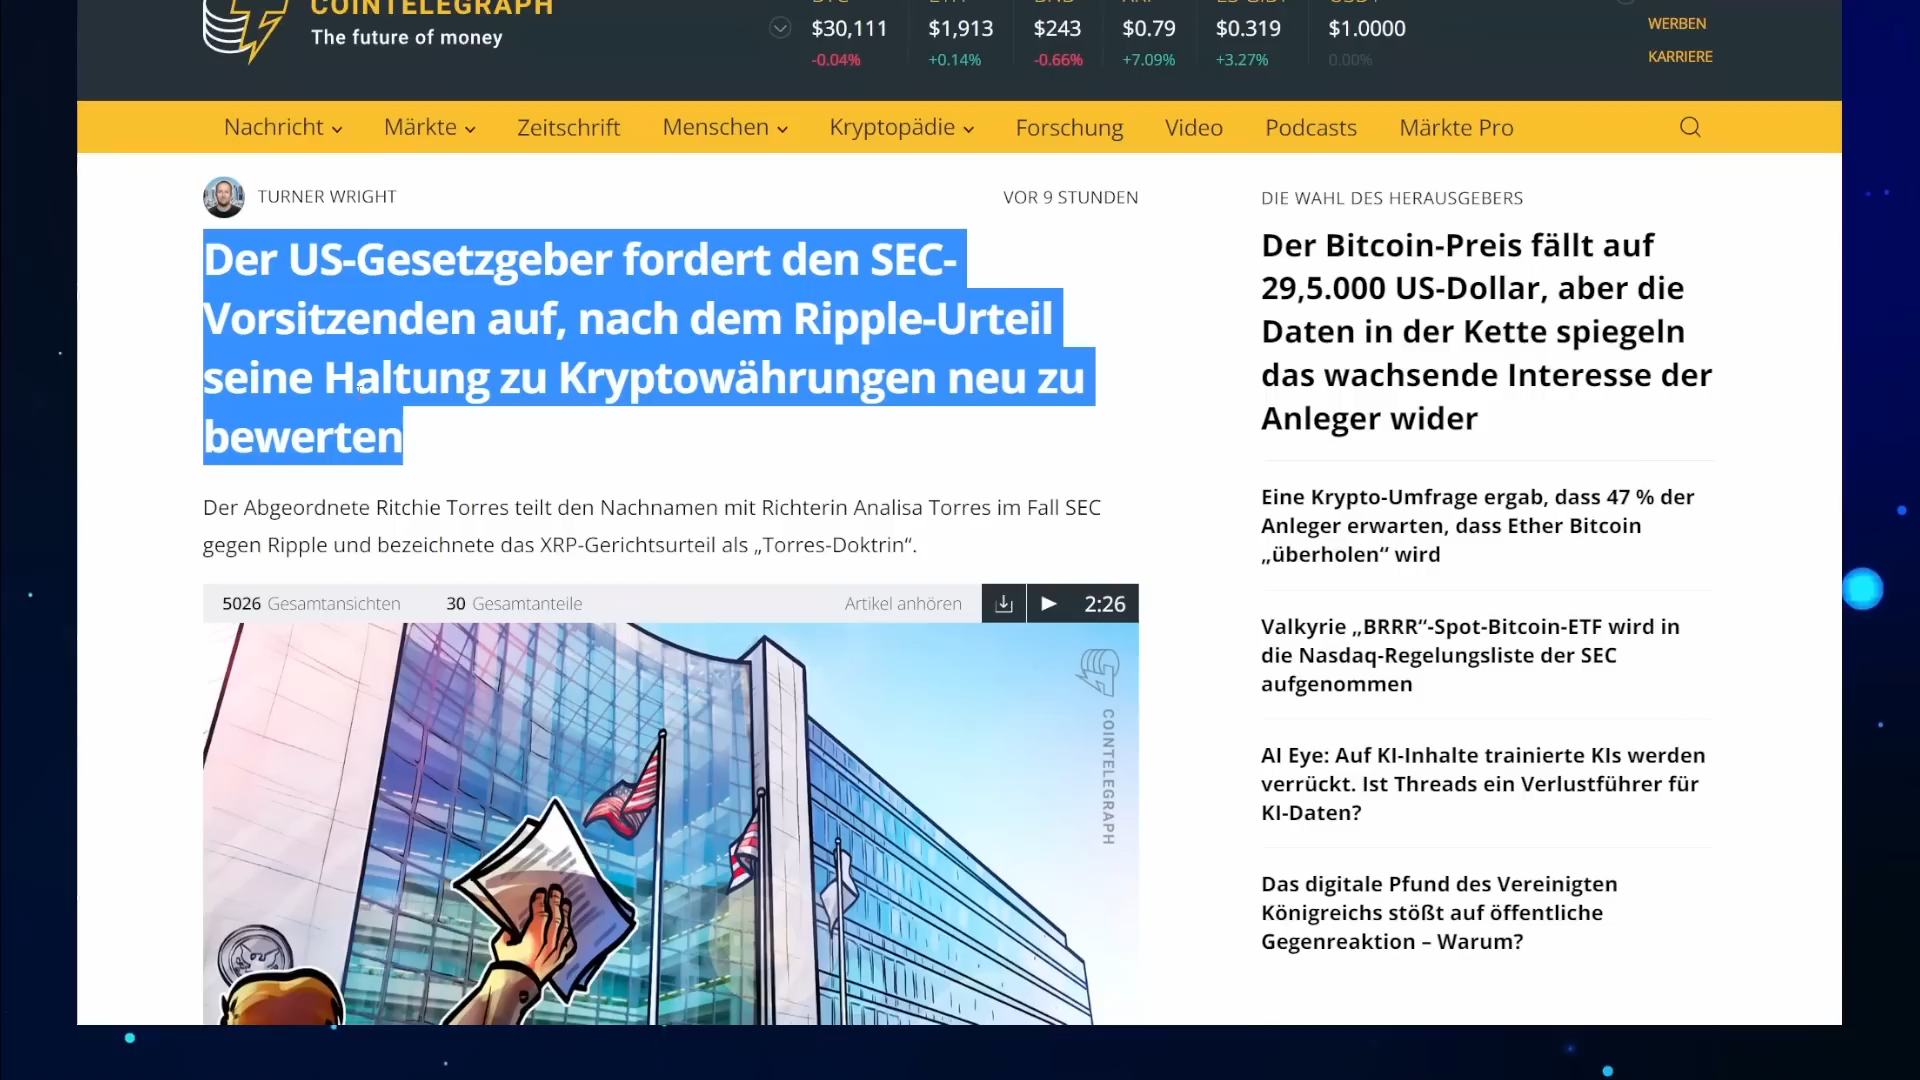 COINTELEGRAPH
The future of money
$30,111
$1,913
$243
$0.79
$0.319
$1.0000
-0.04%
+0.14%
-0.66%
+7.09%
+3.27%
0.00%
WERBEN
KARRIERE
Nachricht
Märkte
Zeitschrift
Menschen
Kryptopädie
Forschung
Video
Podcasts
Märkte Pro
TURNER WRIGHT
VOR 9 STUNDEN
Der US-Gesetzgeber fordert den SEC-
Vorsitzenden auf, nach dem Ripple-Urteil
seine Haltung zu Kryptowährungen neu zu
bewerten
Der Abgeordnete Ritchie Torres teilt den Nachnamen mit Richterin Analisa Torres im Fall SEC
gegen Ripple und bezeichnete das XRP-Gerichtsurteil als „Torres-Doktrin“.
5026 Gesamtansichten
30 Gesamtanteile
Artikel anhören
2:26
COINTELEGRAPH
DIE WAHL DES HERAUSGEBERS
Der Bitcoin-Preis fällt auf
29,5.000 US-Dollar, aber die
Daten in der Kette spiegeln
das wachsende Interesse der
Anleger wider
Eine Krypto-Umfrage ergab, dass 47 % der
Anleger erwarten, dass Ether Bitcoin
„überholen“ wird
Valkyrie „BRRR“-Spot-Bitcoin-ETF wird in
die Nasdaq-Regelungsliste der SEC
aufgenommen
AI Eye: Auf KI-Inhalte trainierte KIs werden
verrückt. Ist Threads ein Verlustführer für
KI-Daten?
Das digitale Pfund des Vereinigten
Königreichs stößt auf öffentliche
Gegenreaktion – Warum?